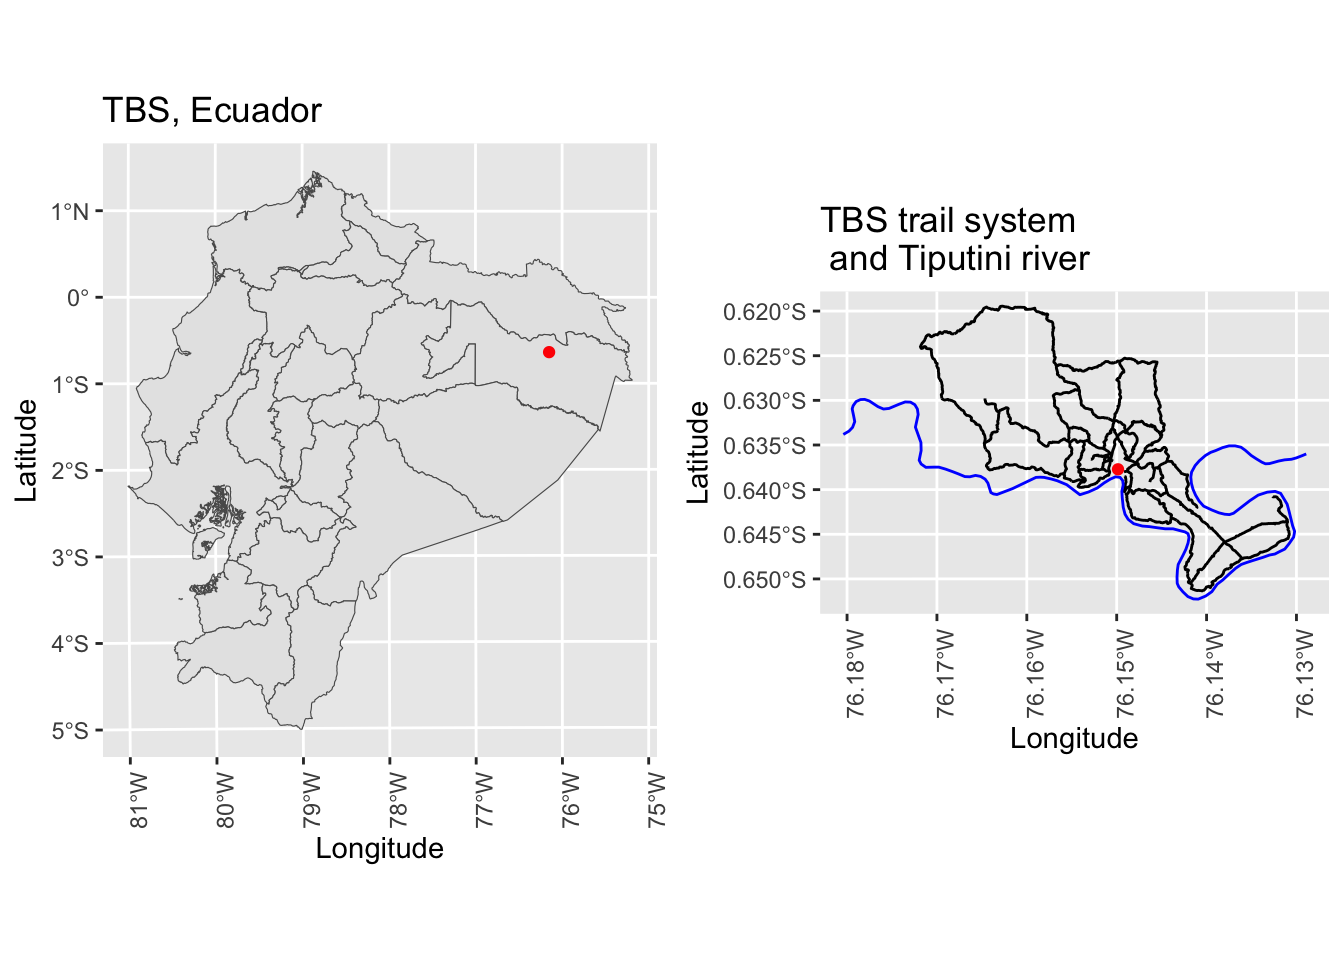 TBS, Ecuador
1°N
0°
1°S
2°S
3°S
4°S
5°S
Latitude
81°W
80°W
79°W
78°W
77°W
76°W
75°W
Longitude
TBS trail system
and Tiputini river
0.620°S
0.625°S
0.630°S
0.635°S
0.640°S
0.645°S
0.650°S
Latitude
76.18°W
76.17°W
76.16°W
76.15°W
76.14°W
76.13°W
Longitude